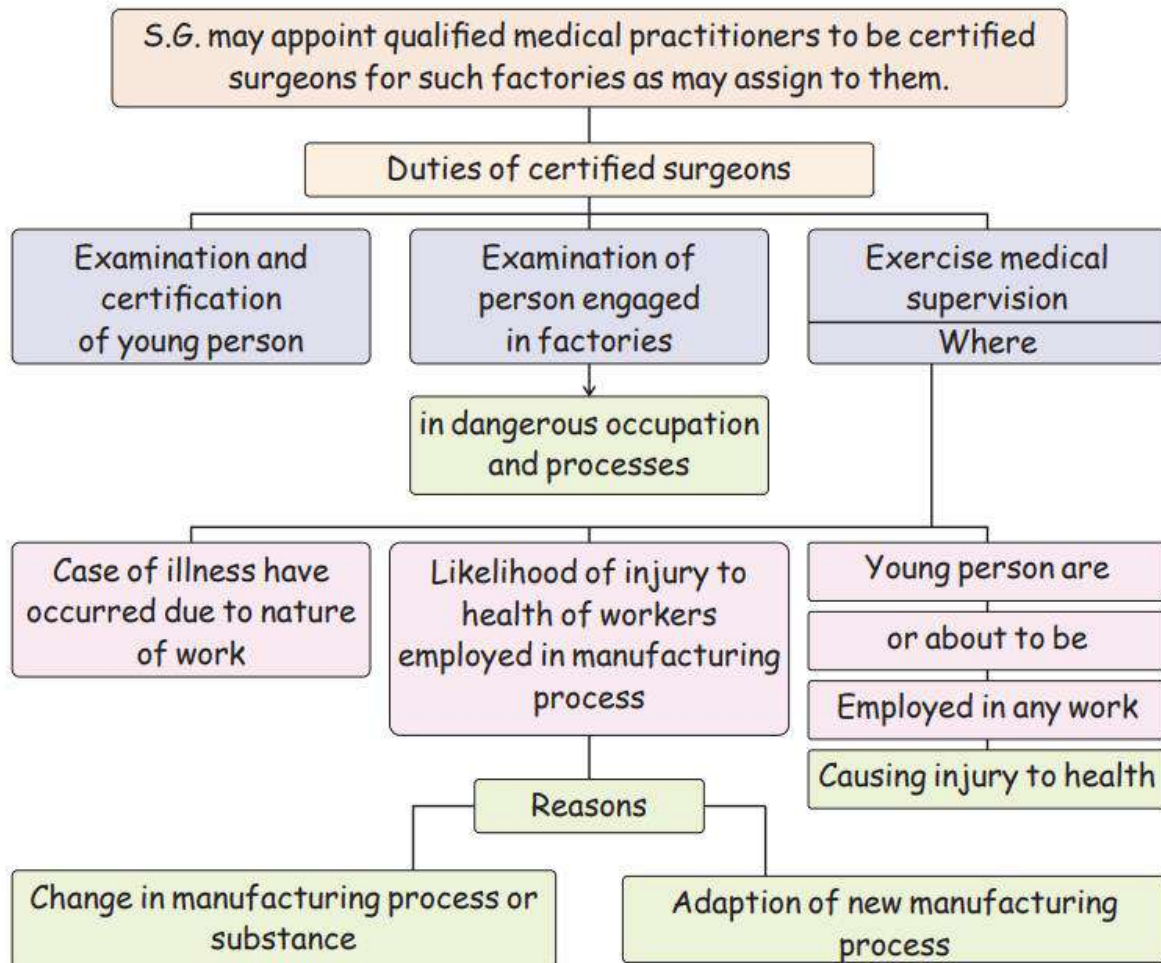 S.G. may appoint qualified medical practitioners to be certified
surgeons for such factories as may assign to them.
Duties of certified surgeons
Examination and
certification
of young person
Examination of
person engaged
in factories
in dangerous occupation
and processes
Exercise medical
supervision
Where
Case of illness have
occurred due to nature
of work
Likelihood of injury to
health of workers
employed in manufacturing
process
Young person are
or about to be
Employed in any work
Causing injury to health
Reasons
Change in manufacturing process or
substance
Adaption of new manufacturing
process